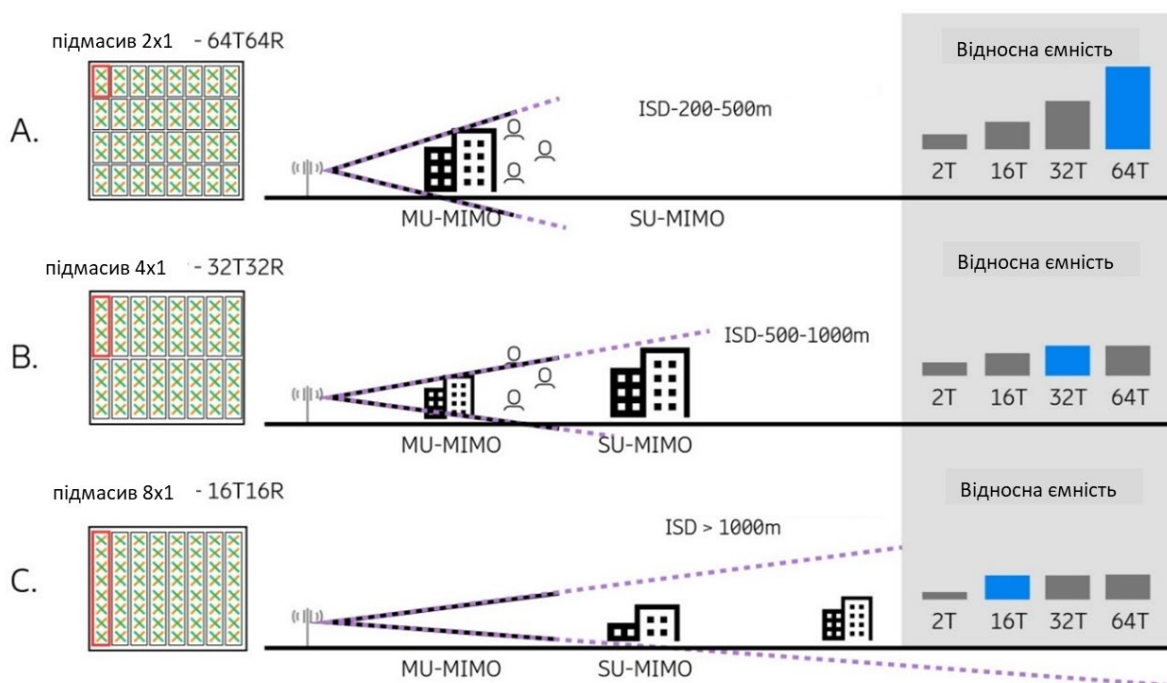 підмасив 2x1 - 64T64R
Відносна ємність
A.
ISD-200-500m
2T 16T 32T 64T
MU-MIMO SU-MIMO
підмасив 4x1 - 32T32R
Відносна ємність
B.
ISD-500-1000m
2T 16T 32T 64T
MU-MIMO SU-MIMO
підмасив 8x1 - 16T16R
Відносна ємність
C.
ISD > 1000m
2T 16T 32T 64T
MU-MIMO SU-MIMO